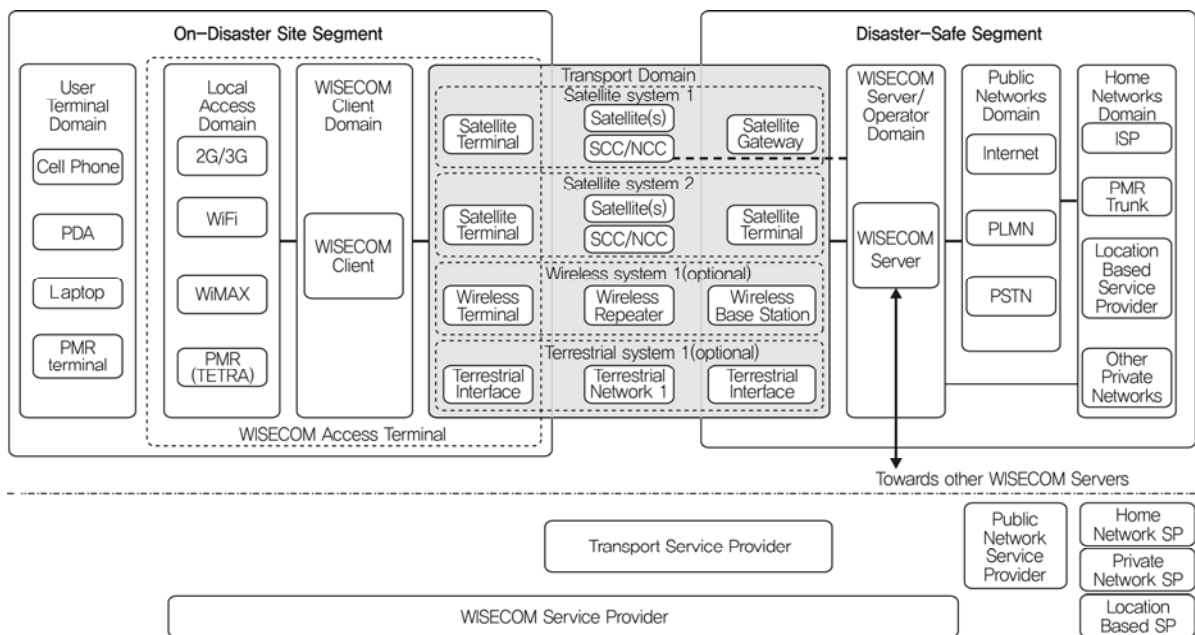 On-Disaster Site Segment
Disaster-Safe Segment
User
Terminal
Domain
Cell Phone
PDA
Laptop
PMR
terminal
Local
Access
Domain
2G/3G
WiFi
WiMAX
PMR
(TETRA)
WISECOM
Client
Domain
WISECOM
Client
WISECOM Access Terminal
Transport Domain
Satellite system 1
Satellite
Terminal
Satellite(s)
SCC/NCC
Satellite
Gateway
Satellite system 2
Satellite
Terminal
Satellite(s)
SCC/NCC
Satellite
Terminal
Wireless system 1(optional)
Wireless
Terminal
Wireless
Repeater
Wireless
Base Station
Terrestrial system 1(optional)
Terrestrial
Interface
Terrestrial
Network 1
Terrestrial
Interface
WISECOM
Server/
Operator
Domain
WISECOM
Server
Public
Networks
Domain
Internet
PLMN
PSTN
Home
Networks
Domain
ISP
PMR
Trunk
Location
Based
Service
Provider
Other
Private
Networks
Towards other WISECOM Servers
Transport Service Provider
Public
Network
Service
Provider
Home
Network SP
Private
Network SP
Location
Based SP
WISECOM Service Provider